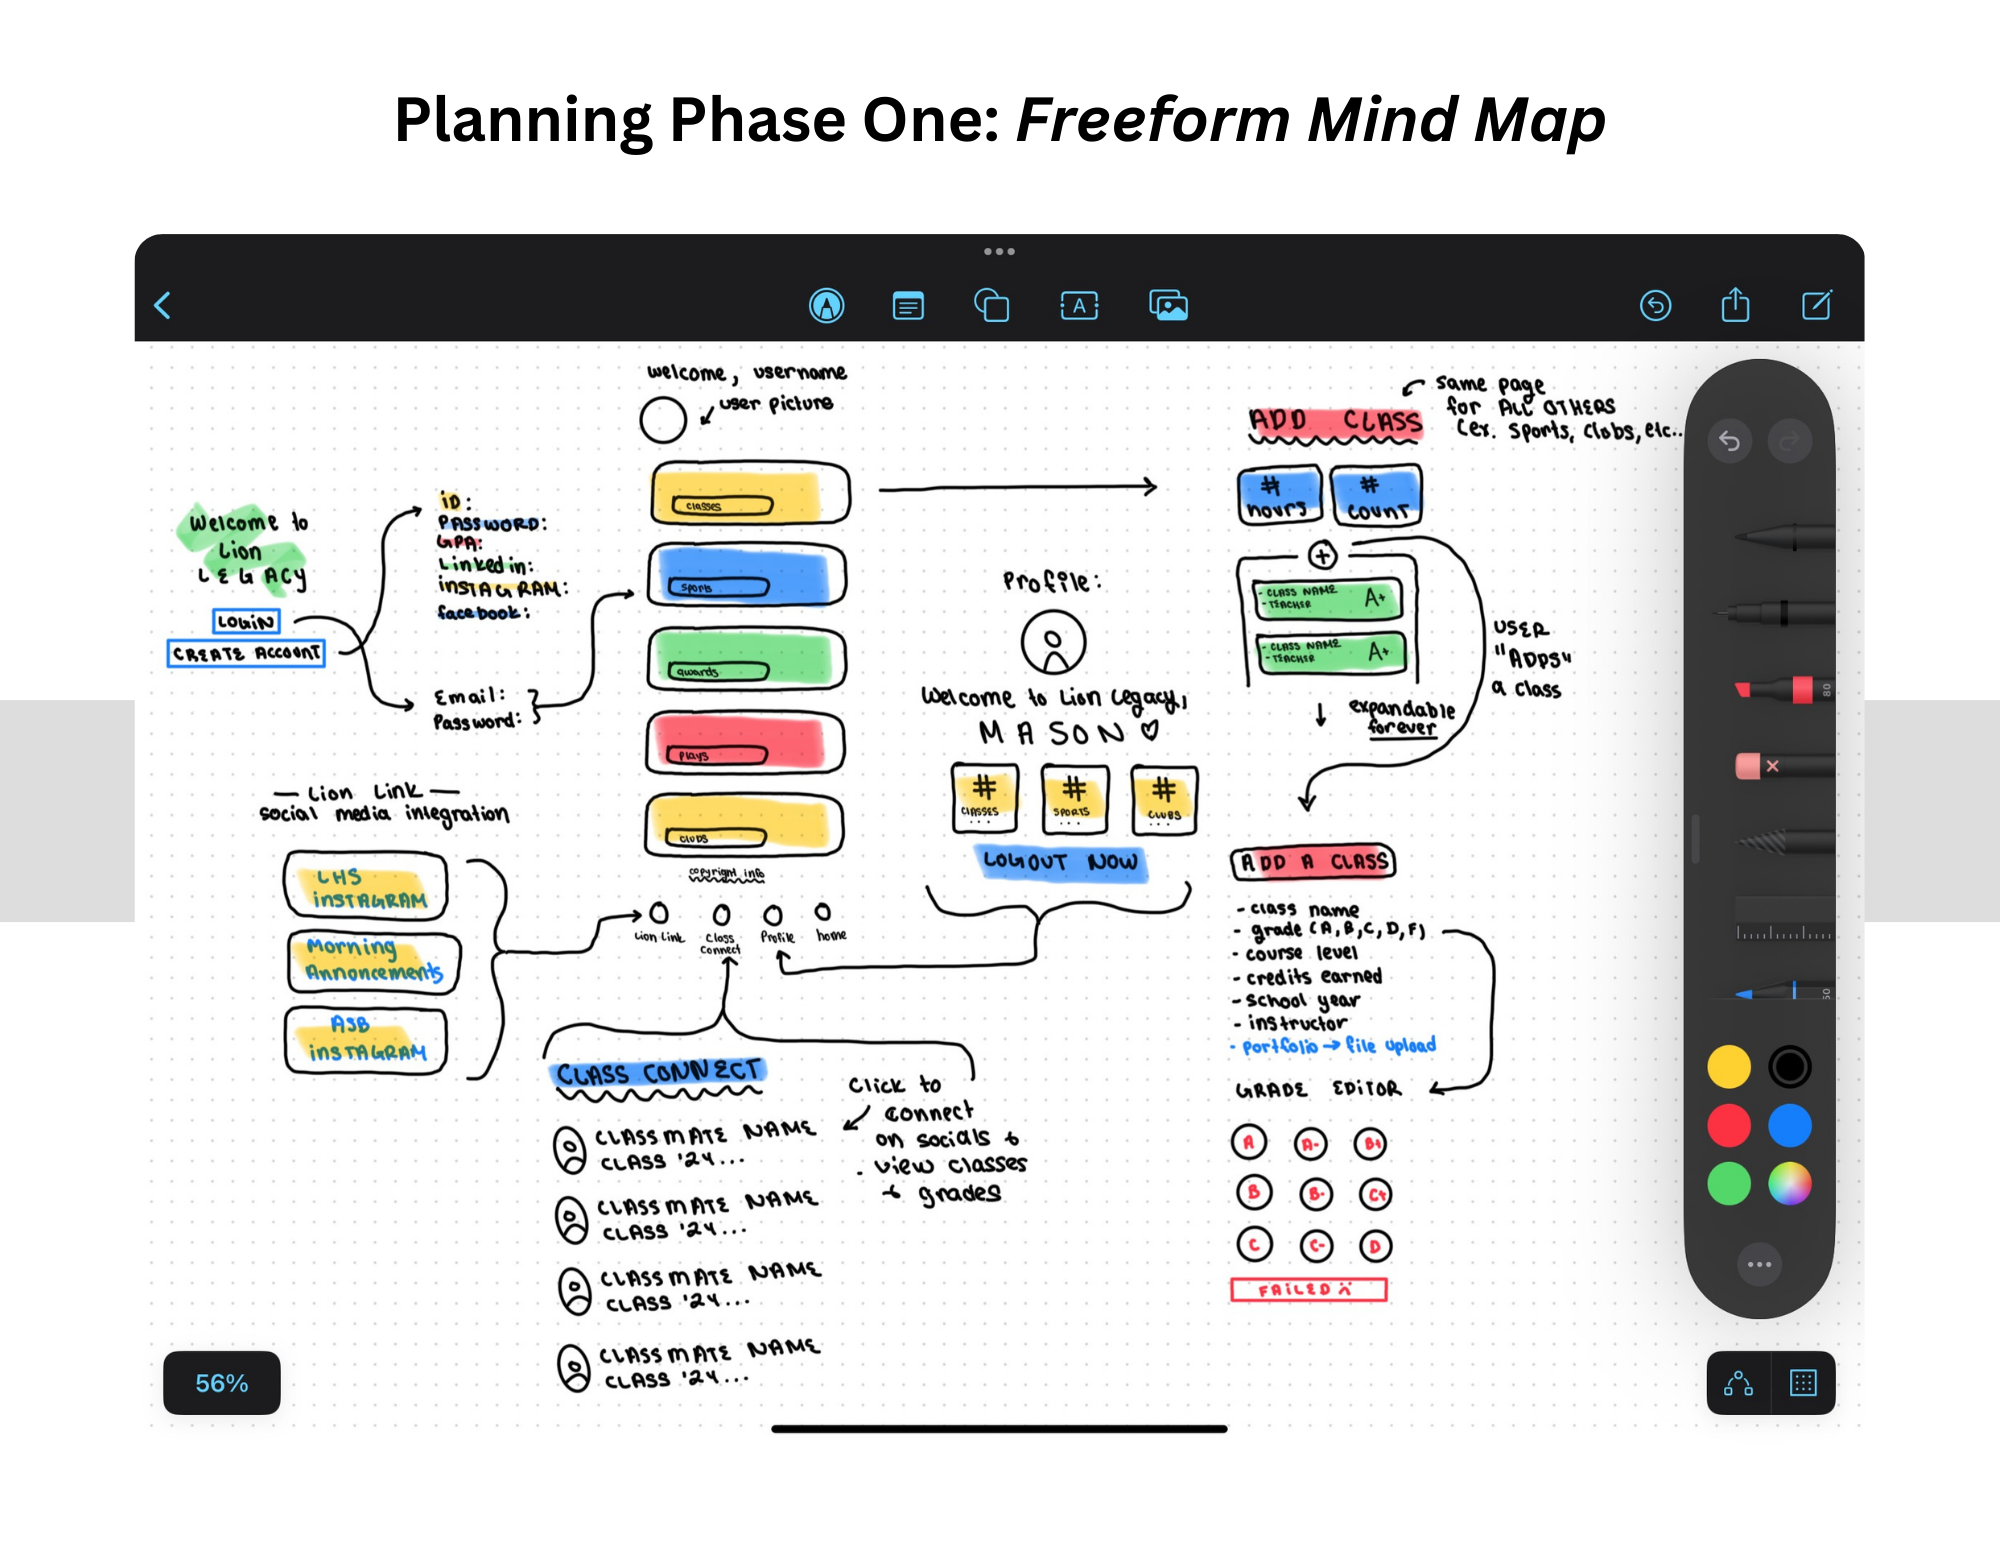 Planning Phase One: Freeform Mind Map
welcome, username
user picture
classes
sports
awards
plays
clubs
copyright info
Lion Link
Class
Connect
Profile
home
Welcome to
Lion
LEGACY
LOGIN
CREATE ACCOUNT
iD:
PASSWORD:
GPA:
Linkedin:
INSTAGRAM:
facebook:
Email:
Password:
— Lion Link —
social media integration
LHS
INSTAGRAM
Morning
Annoncements
ASB
INSTAGRAM
CLASS CONNECT
CLASSMATE NAME
CLASS '24...
CLASSMATE NAME
CLASS '24...
CLASSMATE NAME
CLASS '24...
CLASSMATE NAME
CLASS '24...
Click to
connect
on socials &
- view classes
& grades
Profile:
Welcome to Lion Legacy,
MASON ♡
#
CLASSES
...
#
SPORTS
...
#
CLUBS
...
LOGOUT NOW
ADD CLASS
same page
for ALL OTHERS
(ex. sports, clubs, etc..
#
hours
#
count
+
- CLASS NAME
- TEACHER
A+
- CLASS NAME
- TEACHER
A+
expandable
forever
USER
"ADDS"
a class
ADD A CLASS
- class name
- grade (A,B,C,D,F)
- course level
- credits earned
- school year
- instructor
- portfolio → file upload
GRADE EDITOR
A A- B+
B B- C+
C C- D
FAILED
80
50
56%